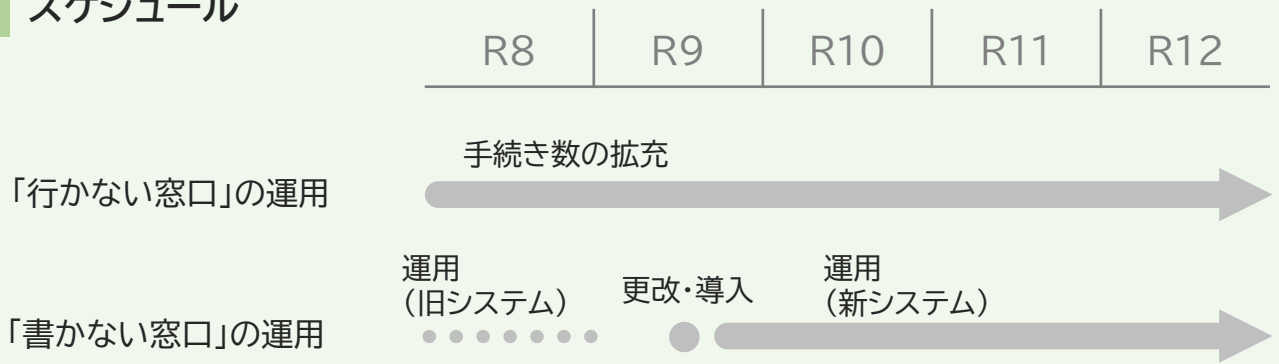 スケジュール
R8 R9 R10 R11 R12
手続き数の拡充
「行かない窓口」の運用
運用
(旧システム)
更改・導入
運用
(新システム)
「書かない窓口」の運用